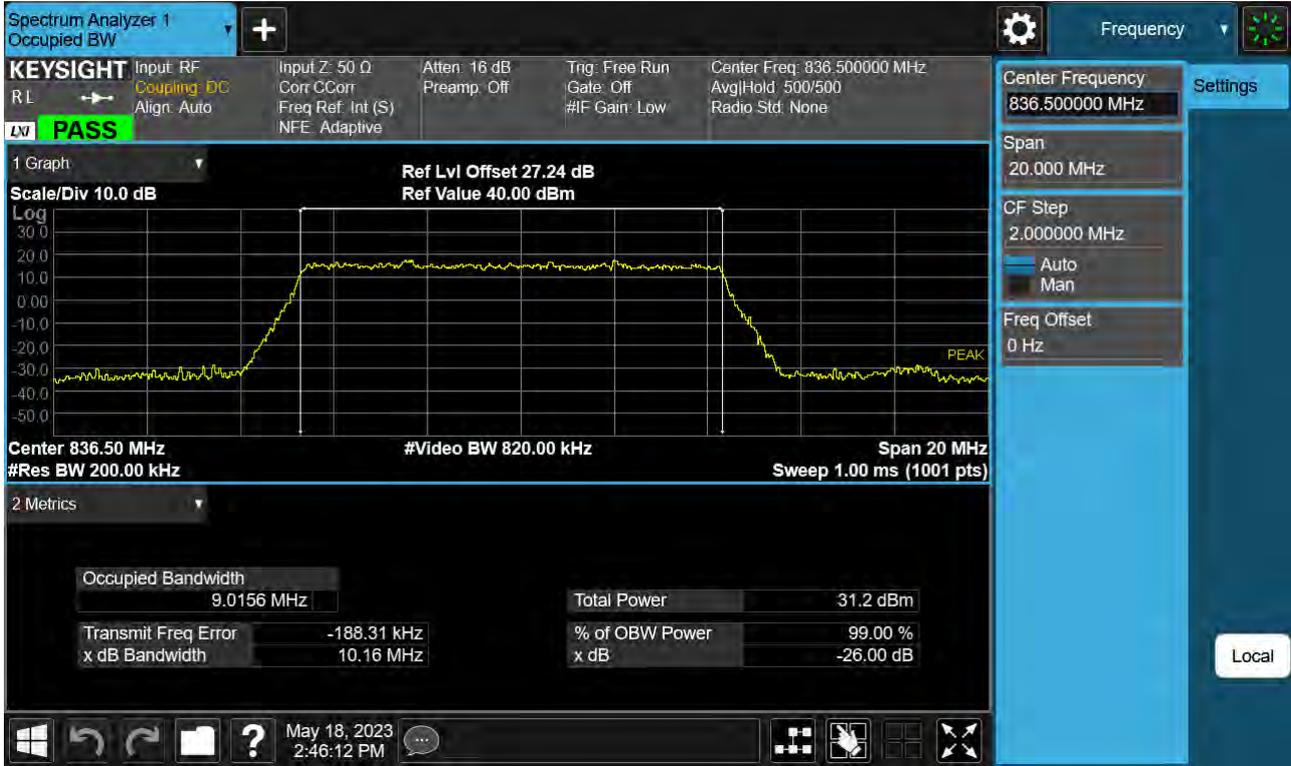 Spectrum Analyzer 1
Occupied BW
Frequency
KEYSIGHT
RL
LXI
PASS
Input: RF
Coupling: DC
Align: Auto
Input Z: 50 Ω
Corr CCorr
Freq Ref: Int (S)
NFE: Adaptive
Atten: 16 dB
Preamp: Off
Trig: Free Run
Gate: Off
#IF Gain: Low
Center Freq: 836.500000 MHz
Avg|Hold: 500/500
Radio Std: None
Center Frequency
836.500000 MHz
Settings
Span
20.000 MHz
CF Step
2.000000 MHz
Auto
Man
Freq Offset
0 Hz
Local
1 Graph
Scale/Div 10.0 dB
Ref Lvl Offset 27.24 dB
Ref Value 40.00 dBm
Log
30.0
20.0
10.0
0.00
-10.0
-20.0
-30.0
-40.0
-50.0
PEAK
Center 836.50 MHz
#Video BW 820.00 kHz
Span 20 MHz
#Res BW 200.00 kHz
Sweep 1.00 ms (1001 pts)
2 Metrics
Occupied Bandwidth
9.0156 MHz
Total Power 31.2 dBm
Transmit Freq Error -188.31 kHz
% of OBW Power 99.00 %
x dB Bandwidth 10.16 MHz
x dB -26.00 dB
May 18, 2023
2:46:12 PM